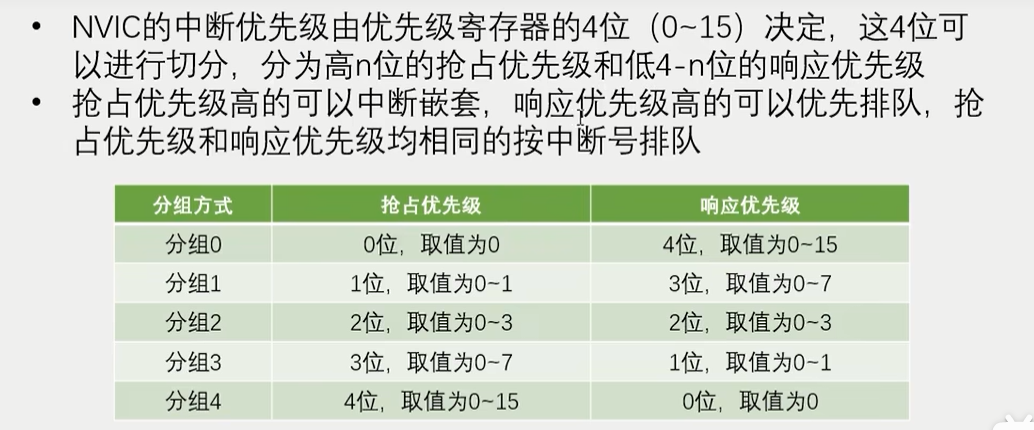 • NVIC的中断优先级由优先级寄存器的4位（0~15）决定，这4位可
以进行切分，分为高n位的抢占优先级和低4-n位的响应优先级
• 抢占优先级高的可以中断嵌套，响应优先级高的可以优先排队，抢
占优先级和响应优先级均相同的按中断号排队
分组方式 抢占优先级 响应优先级
分组0 0位，取值为0 4位，取值为0~15
分组1 1位，取值为0~1 3位，取值为0~7
分组2 2位，取值为0~3 2位，取值为0~3
分组3 3位，取值为0~7 1位，取值为0~1
分组4 4位，取值为0~15 0位，取值为0